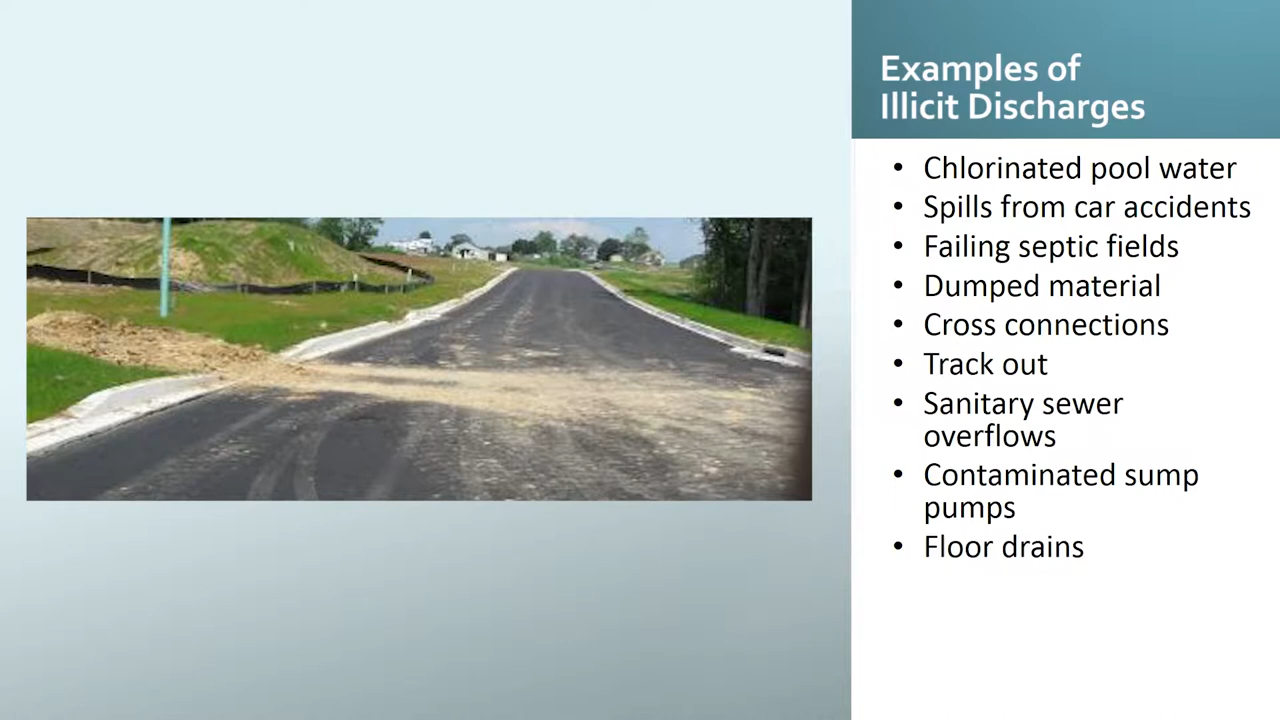 Examples of
Illicit Discharges
• Chlorinated pool water
• Spills from car accidents
• Failing septic fields
• Dumped material
• Cross connections
• Track out
• Sanitary sewer
overflows
• Contaminated sump
pumps
• Floor drains